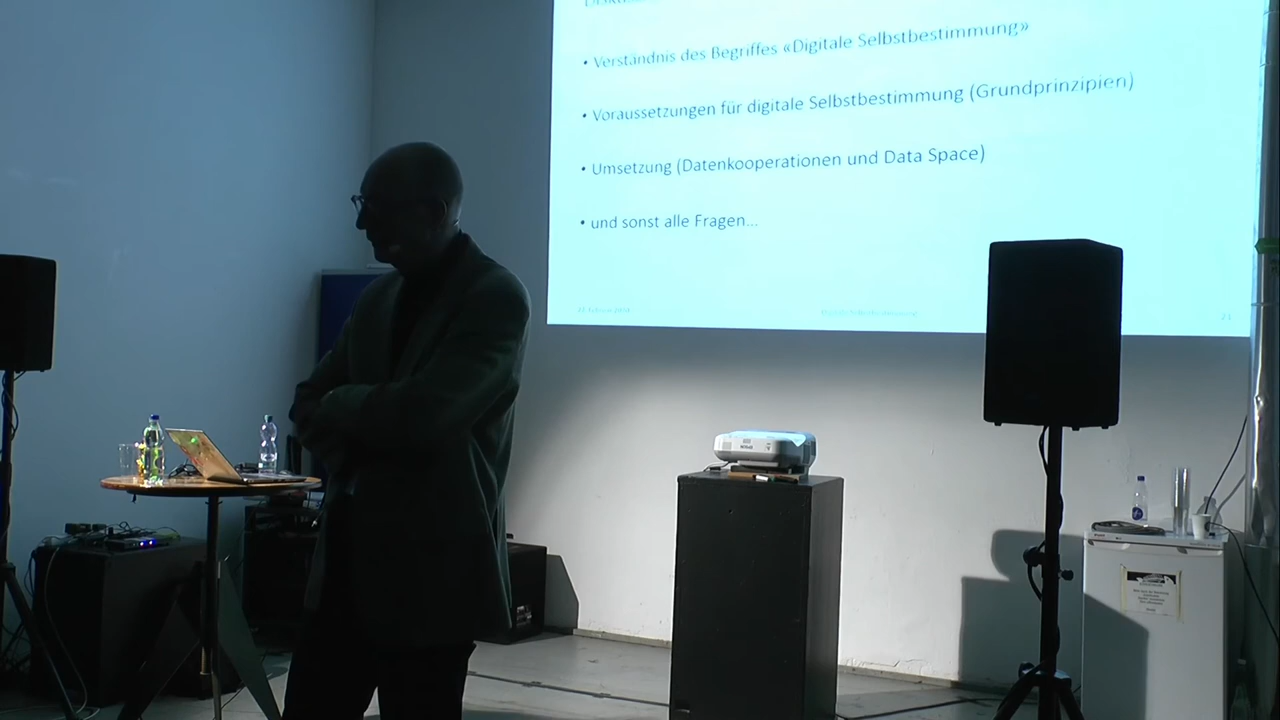 • Verständnis des Begriffes «Digitale Selbstbestimmung»
• Voraussetzungen für digitale Selbstbestimmung (Grundprinzipien)
• Umsetzung (Datenkooperationen und Data Space)
• und sonst alle Fragen...